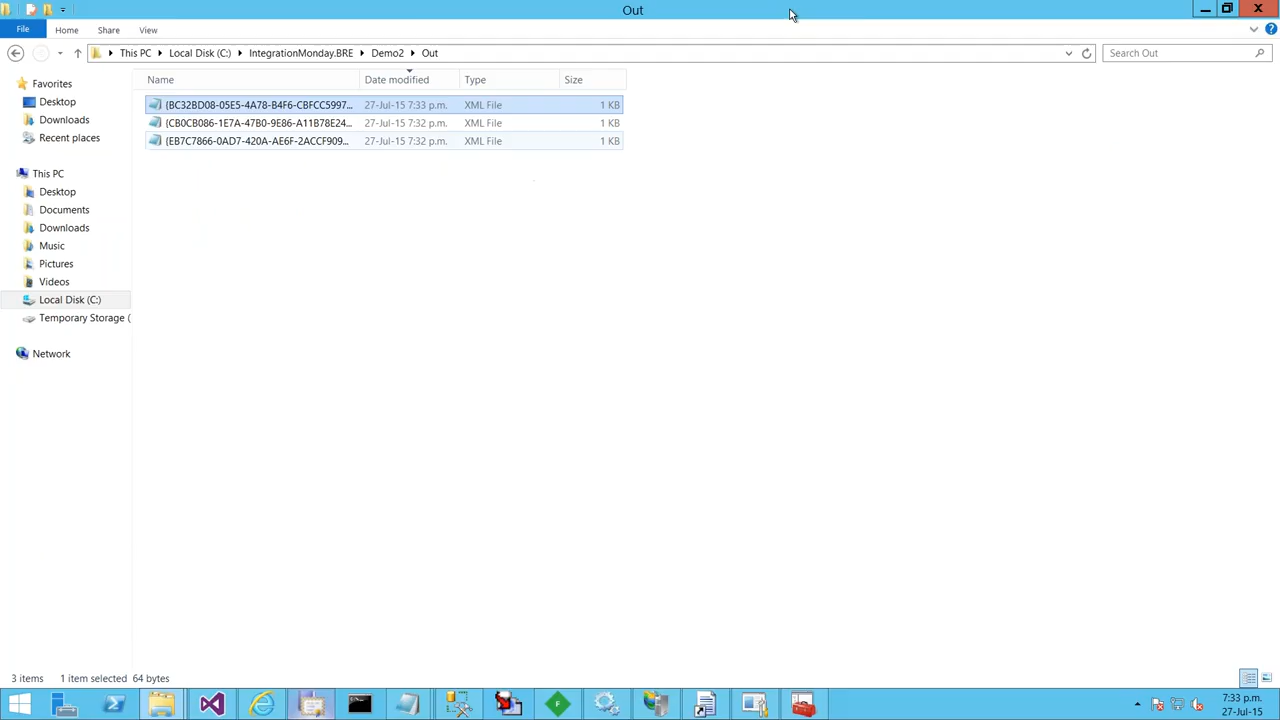 Out
File Home Share View
This PC Local Disk (C:) IntegrationMonday.BRE Demo2 Out
Search Out
Name Date modified Type Size
{BC32BD08-05E5-4A78-B4F6-CBFCC5997... 27-Jul-15 7:33 p.m. XML File 1 KB
{CB0CB086-1E7A-47B0-9E86-A11B78E24... 27-Jul-15 7:32 p.m. XML File 1 KB
{EB7C7866-0AD7-420A-AE6F-2ACCF909... 27-Jul-15 7:32 p.m. XML File 1 KB
Favorites
Desktop
Downloads
Recent places
This PC
Desktop
Documents
Downloads
Music
Pictures
Videos
Local Disk (C:)
Temporary Storage (
Network
3 items 1 item selected 64 bytes
7:33 p.m.
27-Jul-15